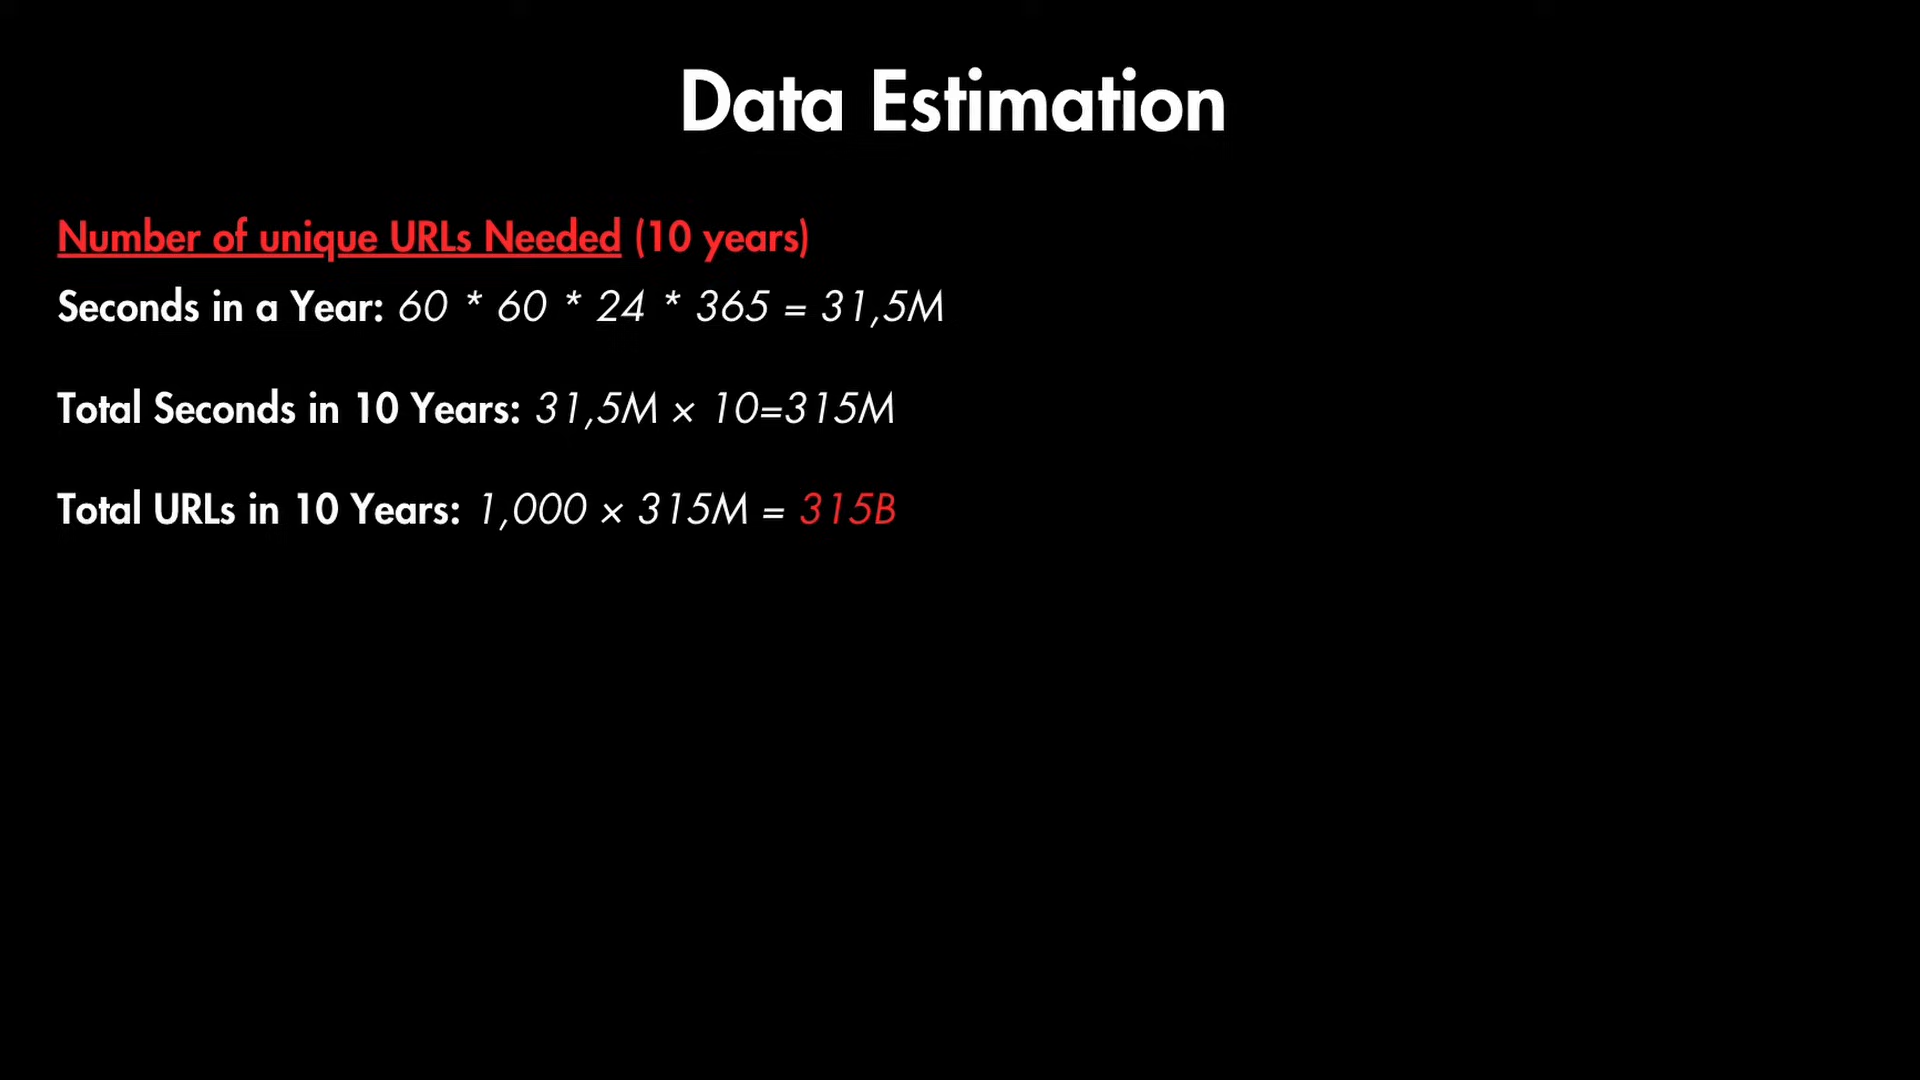 Data Estimation
Number of unique URLs Needed (10 years)
Seconds in a Year: 60 * 60 * 24 * 365 = 31,5M
Total Seconds in 10 Years: 31,5M × 10=315M
Total URLs in 10 Years: 1,000 × 315M = 315B